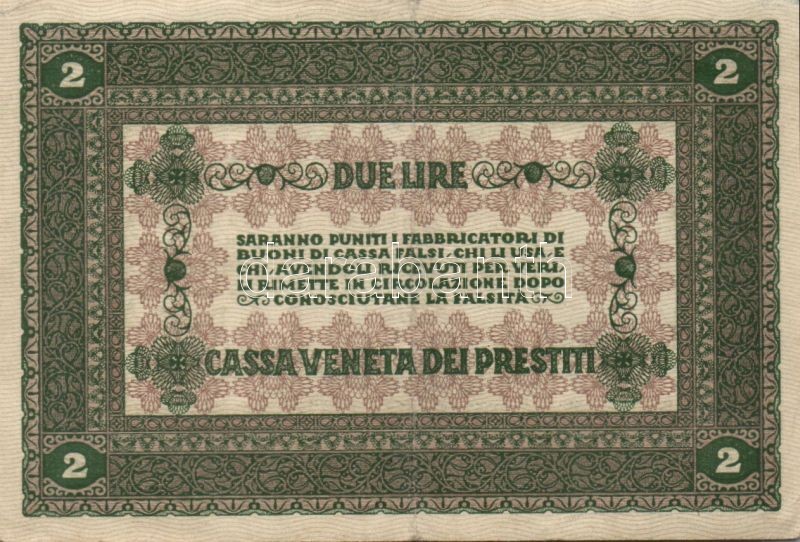 2 2
DUE LIRE
SARANNO PUNITI I FABBRICATORI DI
BUONI DI CASSA FALSI, CHI LI USA, E
CHI, AVENDOLI RICEVUTI PER VERI,
LI RIMETTE IN CIRCOLAZIONE DOPO
CONOSCIUTANE LA FALSITÀ
databath
CASSA VENETA DEI PRESTITI
2 2